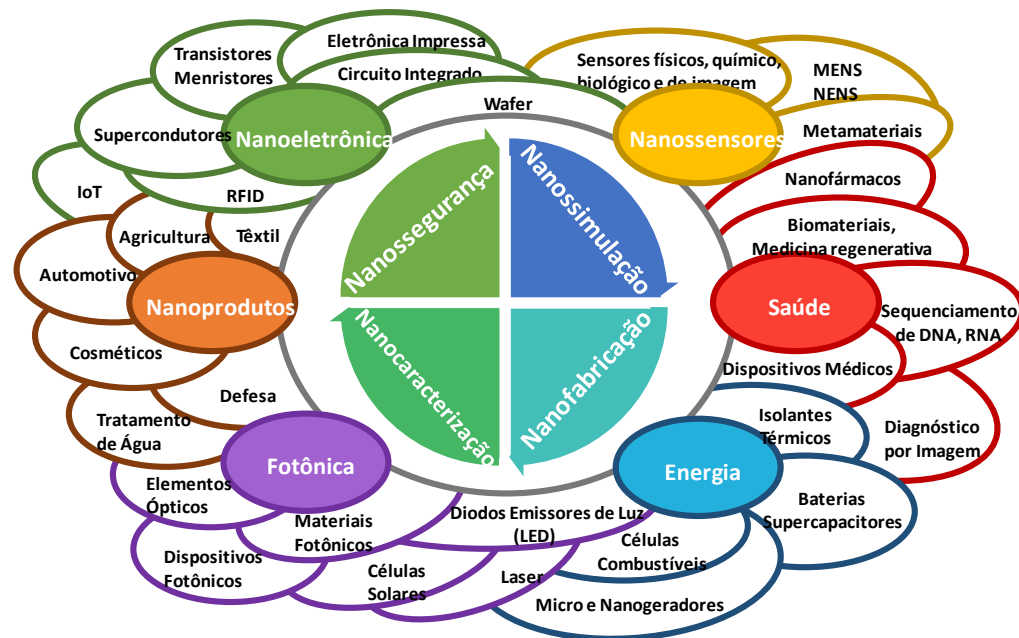 Transistores
Menristores
Eletrônica Impressa
Circuito Integrado
Wafer
Supercondutores
Nanoeletrônica
IoT
RFID
Sensores físicos, químico,
biológico e de imagem
MENS
NENS
Nanossensores
Metamateriais
Nanofármacos
Biomateriais,
Medicina regenerativa
Saúde
Sequenciamento
de DNA, RNA
Dispositivos Médicos
Diagnóstico
por Imagem
Agricultura
Têxtil
Automotivo
Nanoprodutos
Cosméticos
Defesa
Tratamento
de Água
Nanossegurança
Nanossimulação
Nanocaracterização
Nanofabricação
Fotônica
Elementos
Ópticos
Materiais
Fotônicos
Dispositivos
Fotônicos
Células
Solares
Laser
Diodos Emissores de Luz
(LED)
Energia
Isolantes
Térmicos
Baterias
Supercapacitores
Células
Combustíveis
Micro e Nanogeradores